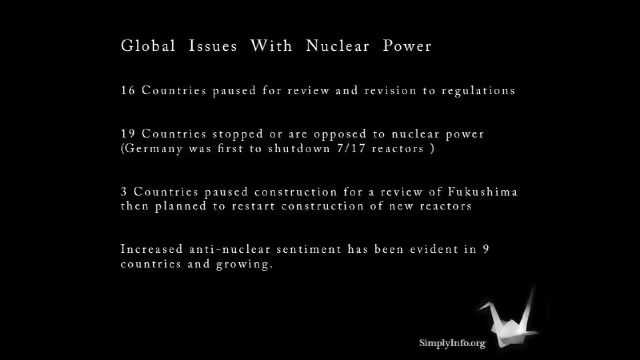 Global Issues With Nuclear Power
16 Countries paused for review and revision to regulations
19 Countries stopped or are opposed to nuclear power
(Germany was first to shutdown 7/17 reactors )
3 Countries paused construction for a review of Fukushima
then planned to restart construction of new reactors
Increased anti-nuclear sentiment has been evident in 9
countries and growing.
SimplyInfo.org